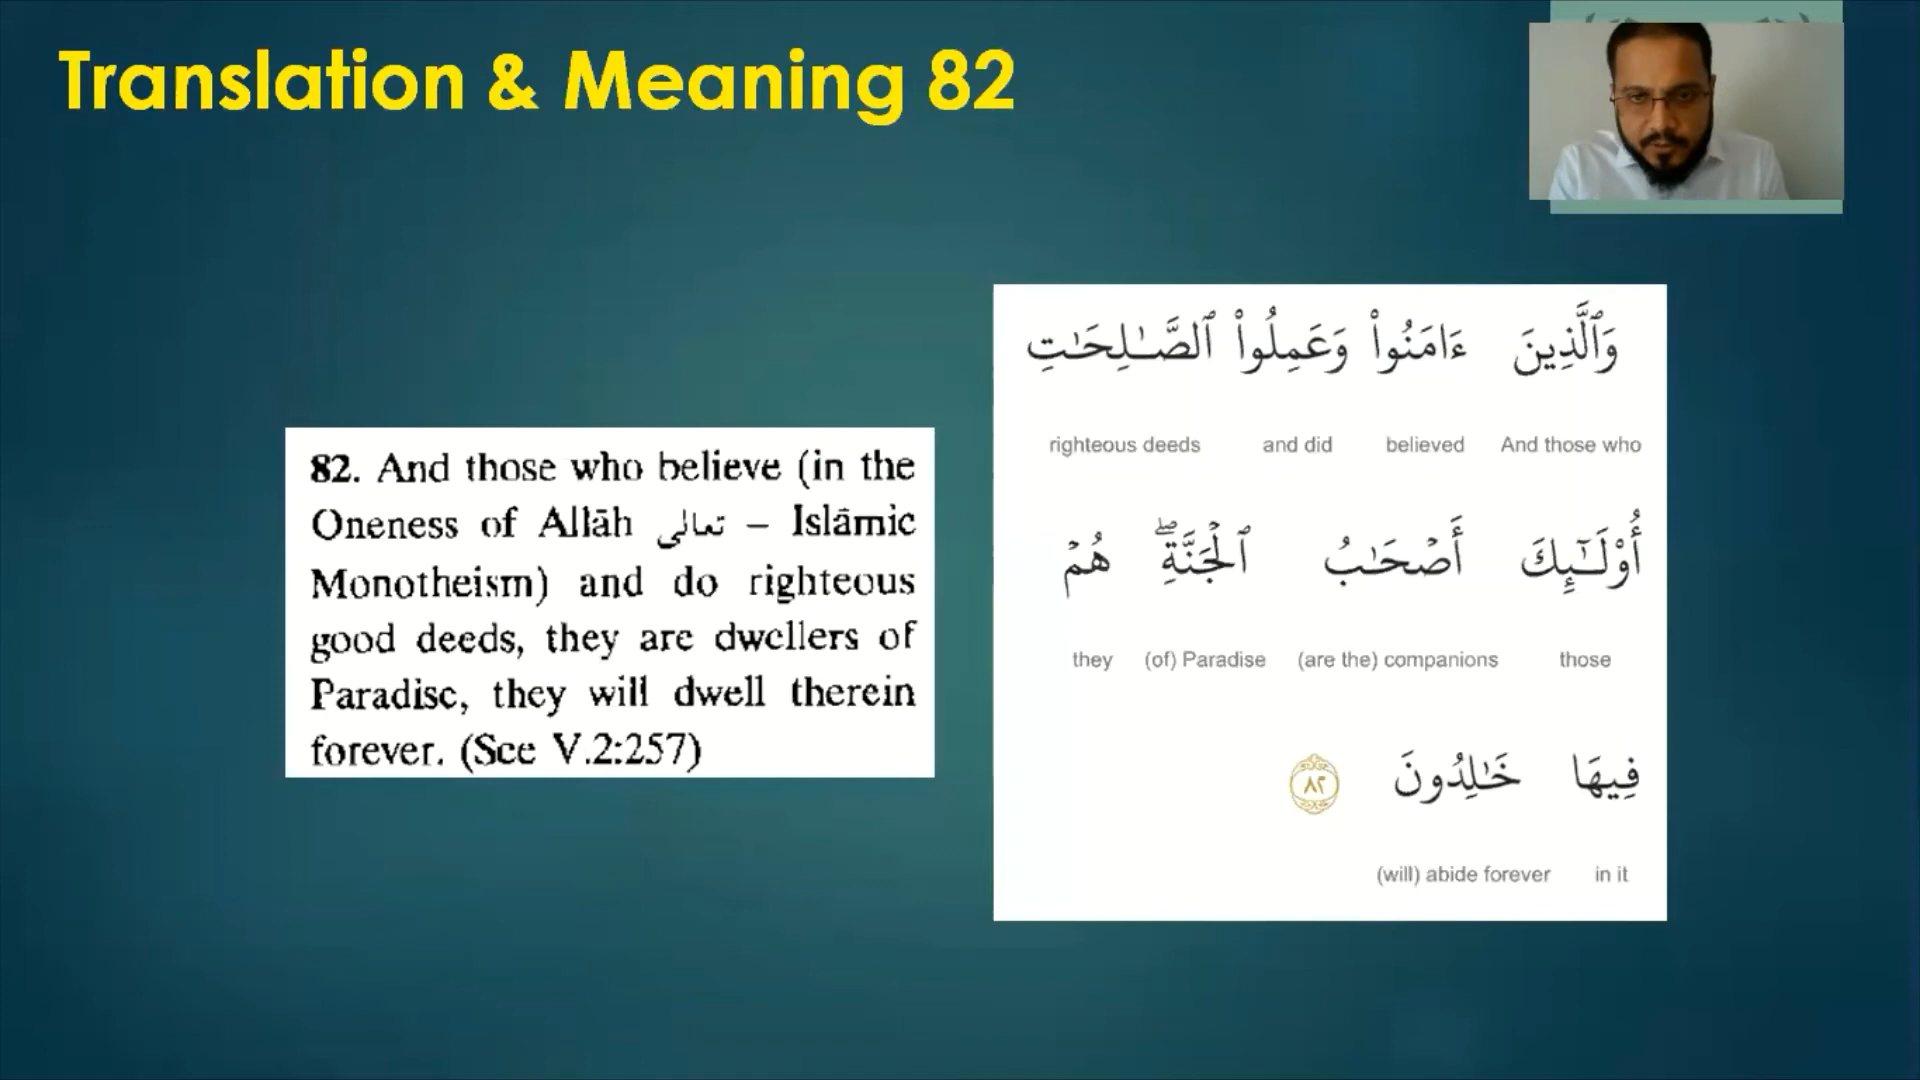 Translation & Meaning 82
82. And those who believe (in the
Oneness of Allāh تعالى – Islāmic
Monotheism) and do righteous
good deeds, they are dwellers of
Paradise, they will dwell therein
forever. (See V.2:257)
وَٱلَّذِينَ ءَامَنُوا۟ وَعَمِلُوا۟ ٱلصَّـٰلِحَـٰتِ
righteous deeds and did believed And those who
أُو۟لَـٰٓئِكَ أَصْحَـٰبُ ٱلْجَنَّةِ ۖ هُمْ
they (of) Paradise (are the) companions those
فِيهَا خَـٰلِدُونَ ٨٢
(will) abide forever in it